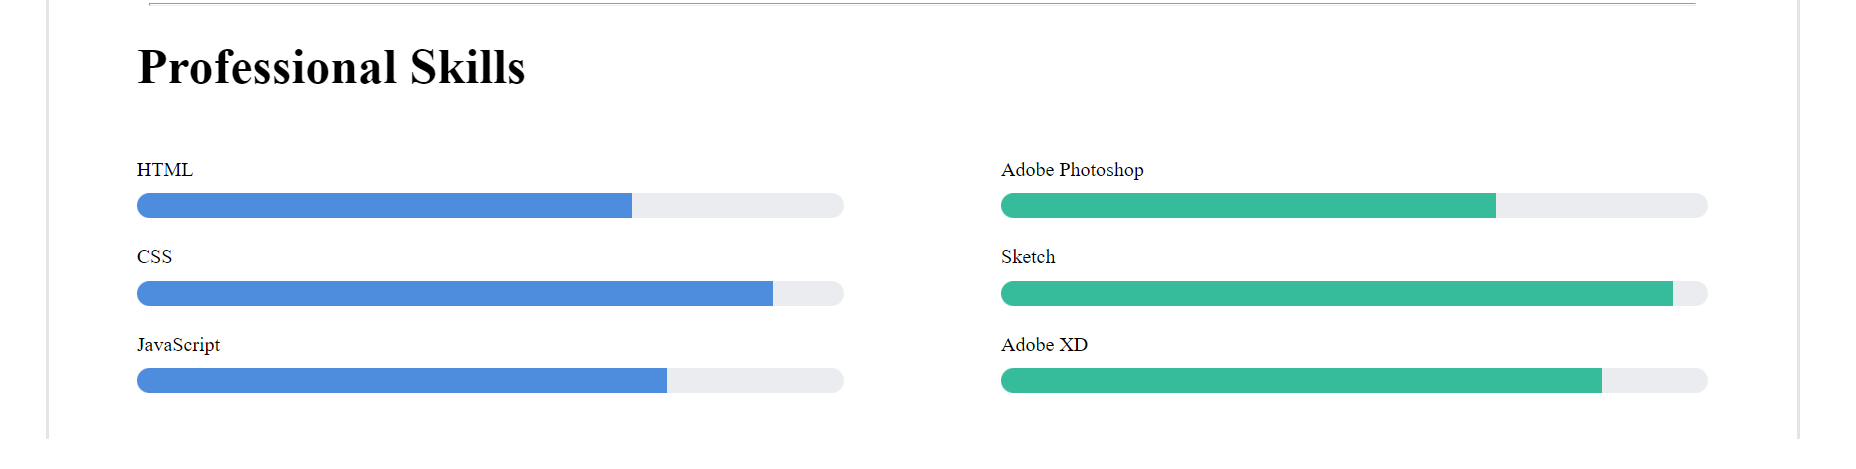 Professional Skills
HTML
Adobe Photoshop
CSS
Sketch
JavaScript
Adobe XD